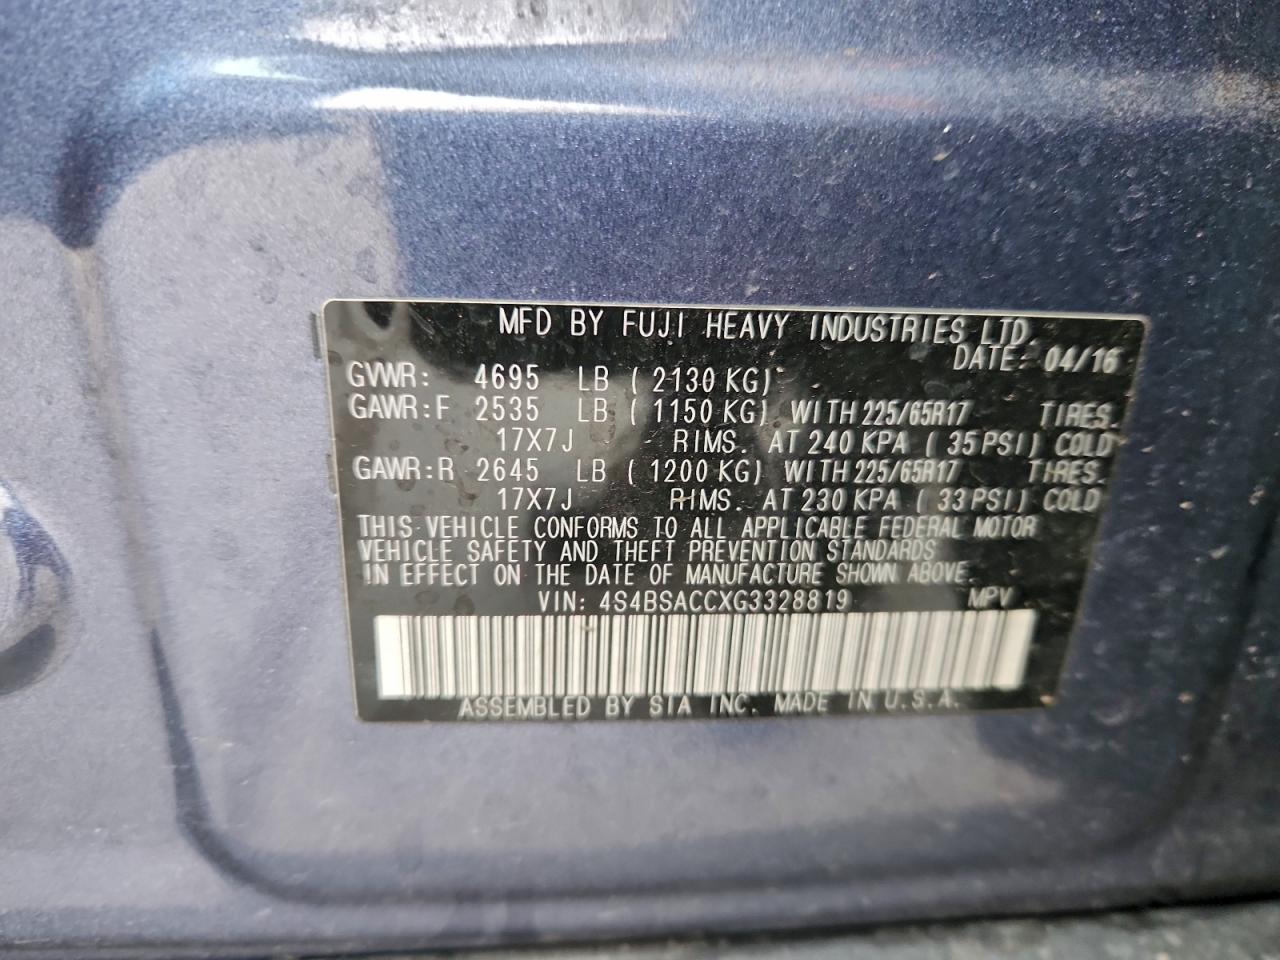 MFD BY FUJI HEAVY INDUSTRIES LTD.
DATE: 04/16
GVWR: 4695 LB ( 2130 KG)
GAWR:F 2535 LB ( 1150 KG) WITH 225/65R17 TIRES.
17X7J RIMS. AT 240 KPA ( 35 PSI) COLD
GAWR:R 2645 LB ( 1200 KG) WITH 225/65R17 TIRES.
17X7J RIMS. AT 230 KPA ( 33 PSI) COLD
THIS VEHICLE CONFORMS TO ALL APPLICABLE FEDERAL MOTOR
VEHICLE SAFETY AND THEFT PREVENTION STANDARDS
IN EFFECT ON THE DATE OF MANUFACTURE SHOWN ABOVE.
VIN: 4S4BSACCXG3328819 MPV
ASSEMBLED BY SIA INC. MADE IN U.S.A.